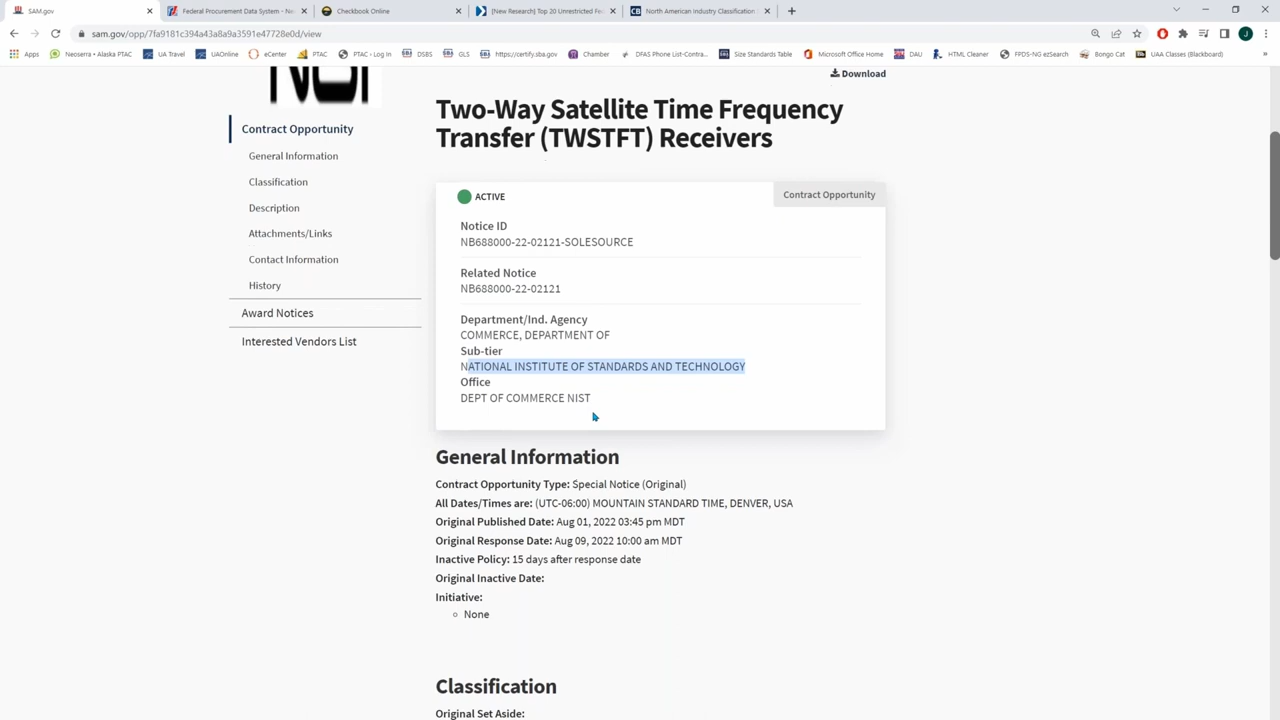 SAM.gov
Federal Procurement Data System - Ne
Checkbook Online
[New Research] Top 20 Unrestricted Fe
North American Industry Classification
sam.gov/opp/7fa9181c394a43a8a9a3591e47728e0d/view
Apps
Neoserra • Alaska PTAC
UA Trivia
UAOnline
eCenter
PTAC
PTAC - Log In
DSBS
GLS
https://certify.sba.gov
Chamber
DFAS Phone List-Contra...
Size Standards Table
Microsoft Office Home
DAU
HTML Cleaner
FPDS-NG ezSearch
Bongo Cat
UAA Classes (Blackboard)
»
NOI
Download
Two-Way Satellite Time Frequency
Transfer (TWSTFT) Receivers
Contract Opportunity
General Information
Classification
Description
Attachments/Links
Contact Information
History
Award Notices
Interested Vendors List
ACTIVE
Contract Opportunity
Notice ID
NB688000-22-02121-SOLESOURCE
Related Notice
NB688000-22-02121
Department/Ind. Agency
COMMERCE, DEPARTMENT OF
Sub-tier
NATIONAL INSTITUTE OF STANDARDS AND TECHNOLOGY
Office
DEPT OF COMMERCE NIST
General Information
Contract Opportunity Type: Special Notice (Original)
All Dates/Times are: (UTC-06:00) MOUNTAIN STANDARD TIME, DENVER, USA
Original Published Date: Aug 01, 2022 03:45 pm MDT
Original Response Date: Aug 09, 2022 10:00 am MDT
Inactive Policy: 15 days after response date
Original Inactive Date:
Initiative:
None
Classification
Original Set Aside: